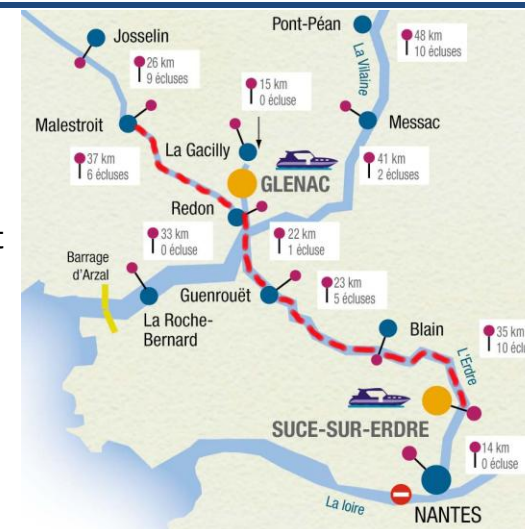 Josselin
Pont-Péan
48 km
10 écluses
La Vilaine
26 km
9 écluses
15 km
0 écluse
Malestroit
Messac
La Gacilly
37 km
6 écluses
GLENAC
41 km
2 écluses
Redon
33 km
0 écluse
22 km
1 écluse
t
Barrage
d'Arzal
Guenrouët
23 km
5 écluses
La Roche-
Bernard
Blain
35 km
L'Erdre
SUCE-SUR-ERDRE
14 km
0 écluse
La loire
NANTES